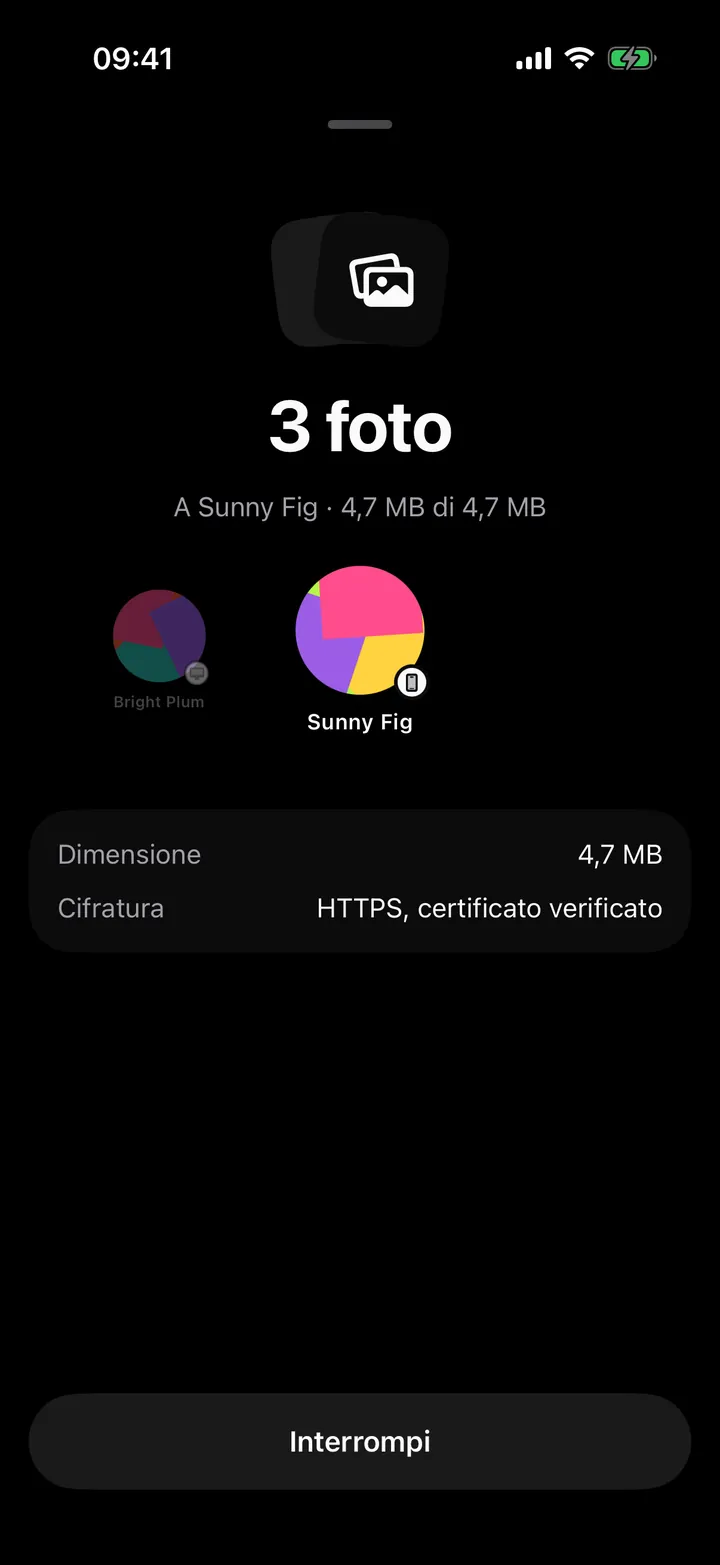 09:41
3 foto
A Sunny Fig · 4,7 MB di 4,7 MB
Bright Plum
Sunny Fig
Dimensione 4,7 MB
Cifratura HTTPS, certificato verificato
Interrompi